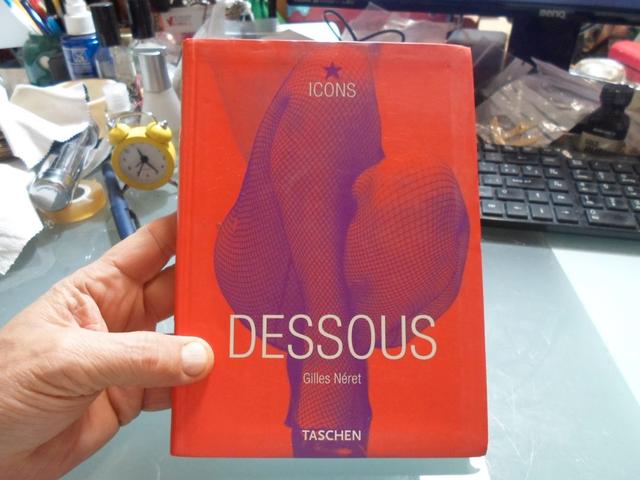 ICONS
DESSOUS
Gilles Néret
TASCHEN
BenQ